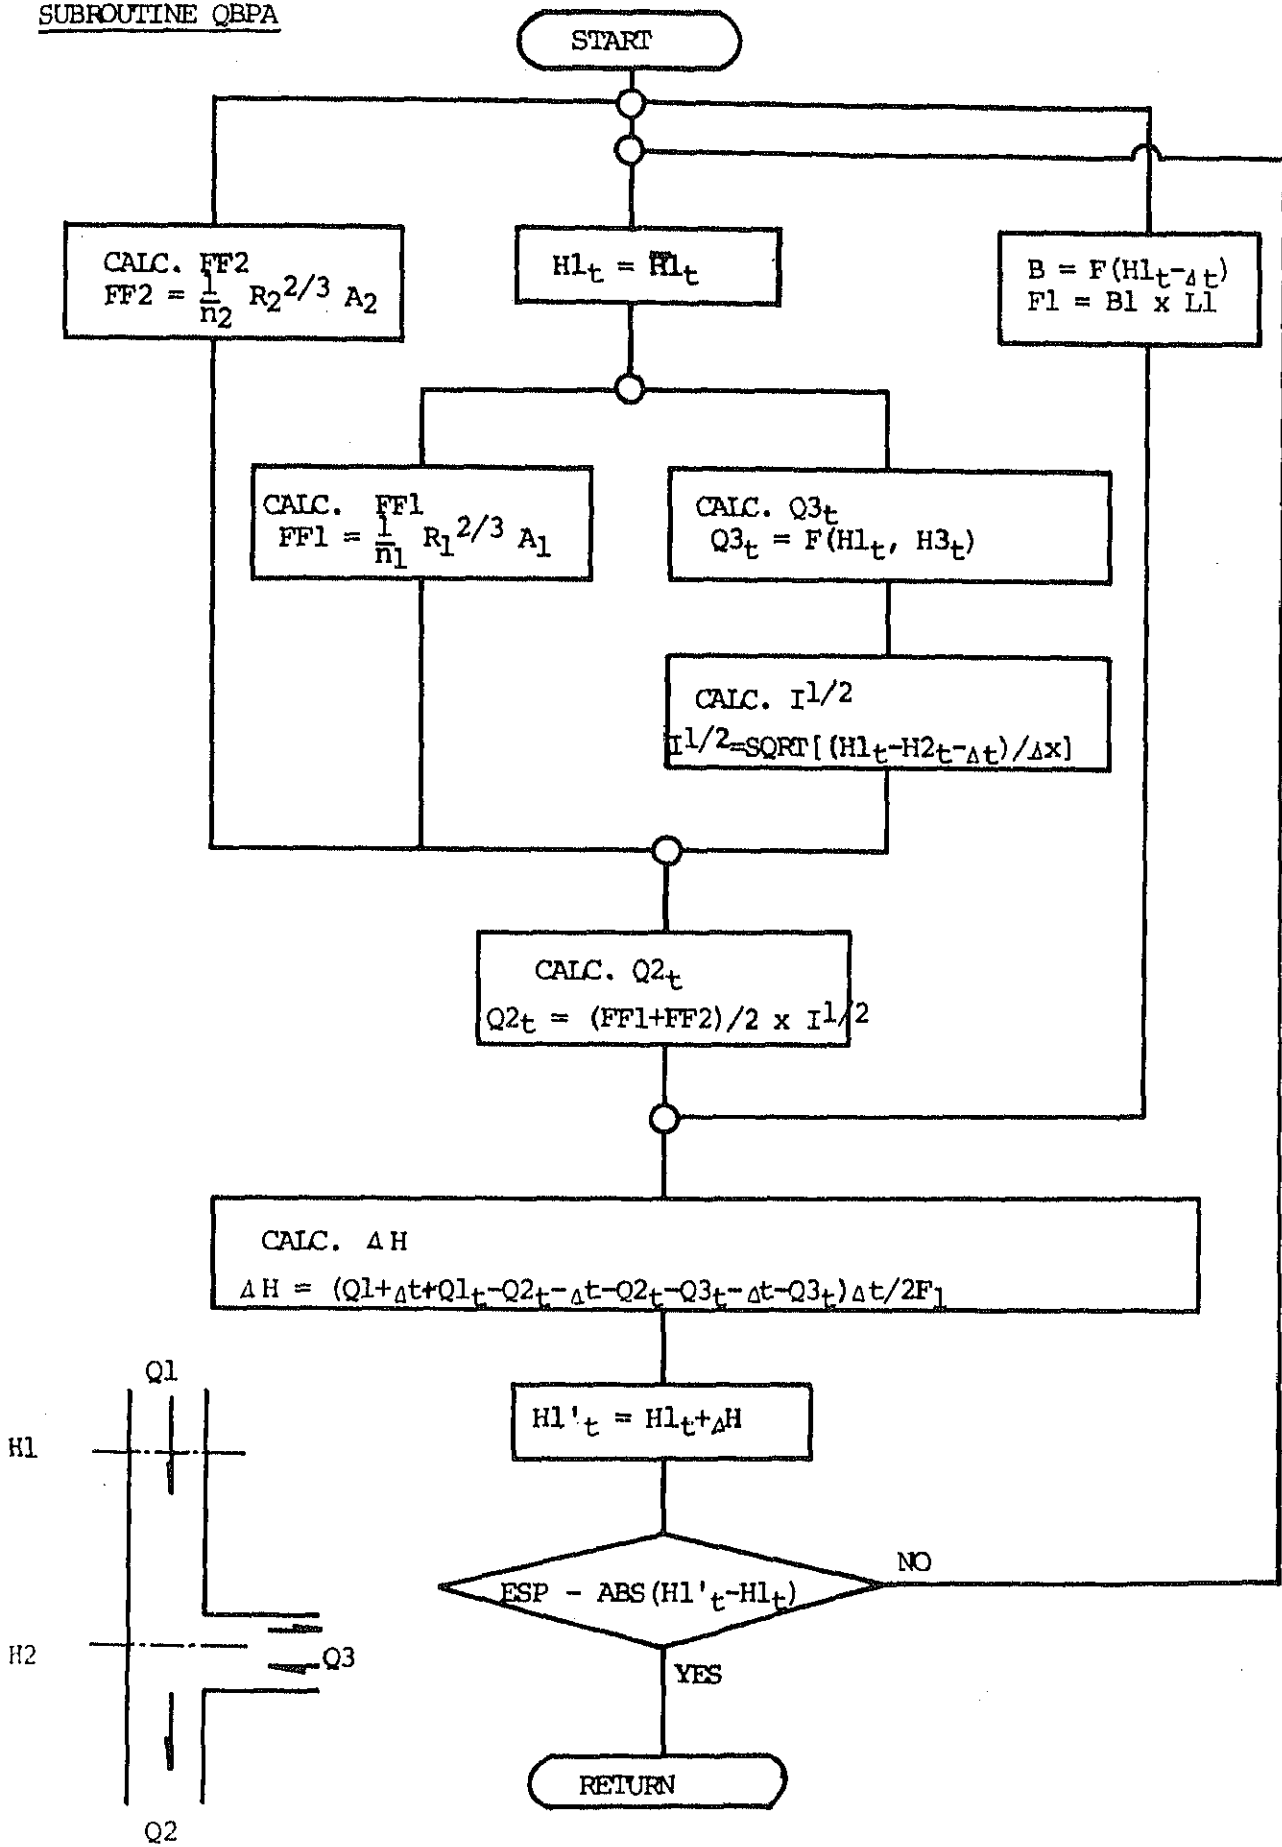 SUBROUTINE QBPA
START
CALC. FF2
FF2 = 1/n₂ R₂^2/3 A₂
H1t = H̄1t
B = F(H1t-Δt)
F1 = B1 x L1
CALC. FF1
FF1 = 1/n₁ R₁^2/3 A₁
CALC. Q3t
Q3t = F(H1t, H3t)
CALC. I^1/2
I^1/2=SQRT[(H1t-H2t-Δt)/Δx]
CALC. Q2t
Q2t = (FF1+FF2)/2 x I^1/2
CALC. ΔH
ΔH = (Q1+Δt+Q1t-Q2t-Δt-Q2t-Q3t-Δt-Q3t)Δt/2F₁
H1't = H1t+ΔH
ESP - ABS(H1't-H1t)
NO
YES
RETURN
Q1
H1
H2
Q3
Q2